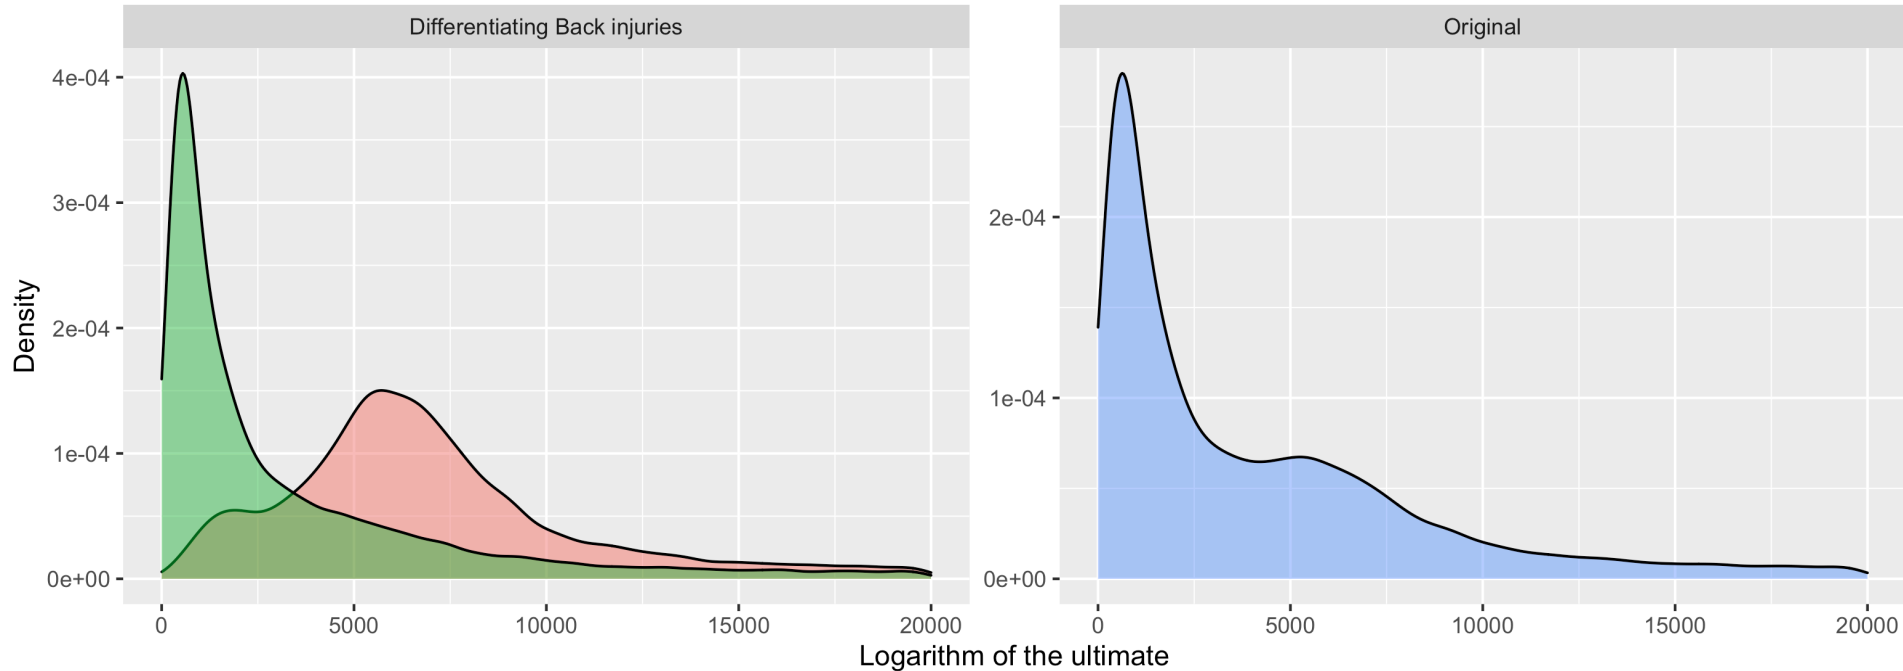 Differentiating Back injuries
Original
Density
4e-04
3e-04
2e-04
1e-04
0e+00
2e-04
1e-04
0e+00
0 5000 10000 15000 20000
0 5000 10000 15000 20000
Logarithm of the ultimate